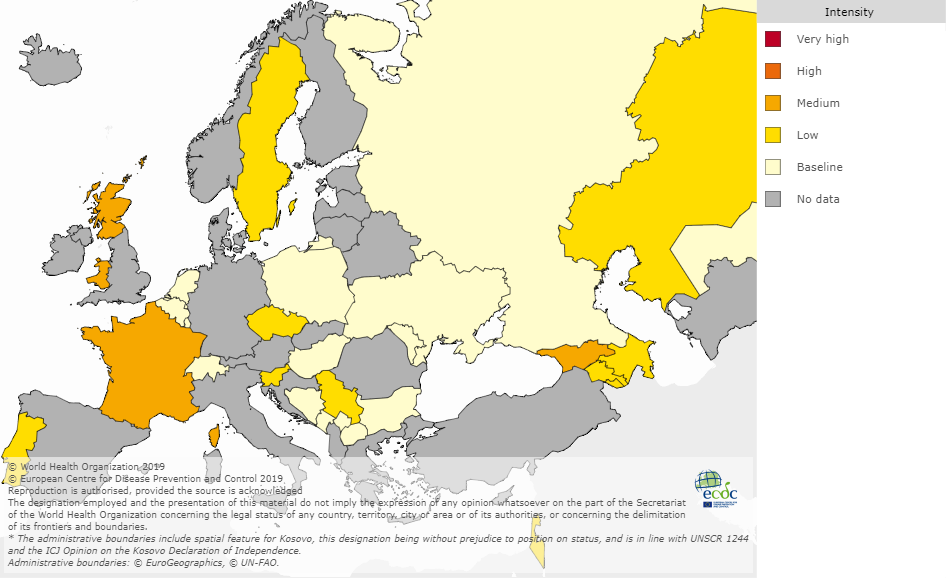 Intensity
Very high
High
Medium
Low
Baseline
No data
© World Health Organization 2019
© European Centre for Disease Prevention and Control 2019
Reproduction is authorised, provided the source is acknowledged
The designation employed and the presentation of this material do not imply the expression of any opinion whatsoever on the part of the Secretariat
of the World Health Organization concerning the legal status of any country, territory, city or area or of its authorities, or concerning the delimitation
of its frontiers and boundaries.
* The administrative boundaries include spatial feature for Kosovo, this designation being without prejudice to position on status, and is in line with UNSCR 1244
and the ICJ Opinion on the Kosovo Declaration of Independence.
Administrative boundaries: © EuroGeographics, © UN-FAO.
ecdc